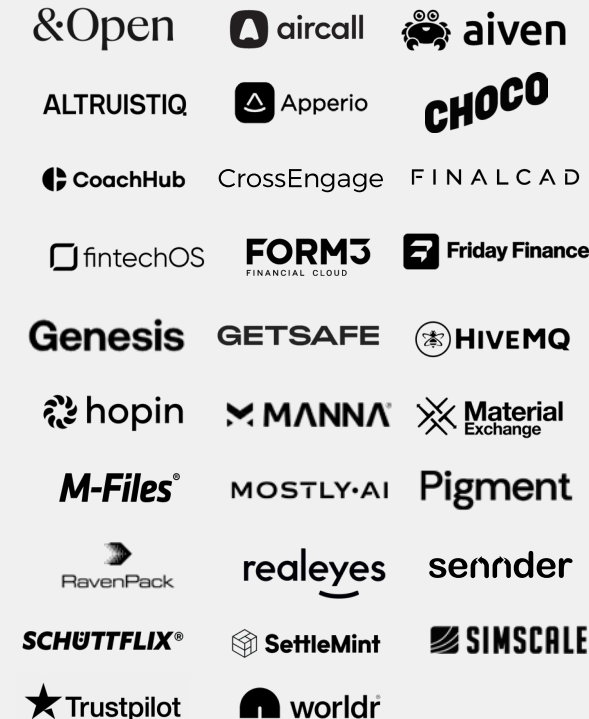 &Open
aircall
aiven
ALTRUISTIQ
Apperio
CHOCO
CoachHub
CrossEngage
FINALCAD
fintechOS
FORM3
FINANCIAL CLOUD
Friday Finance
Genesis
GETSAFE
HIVEMQ
hopin
MANNA
Material
Exchange
M-Files®
MOSTLY·AI
Pigment
RavenPack
realeyes
sennder
SCHÜTTFLIX®
SettleMint
SIMSCALE
Trustpilot
worldr